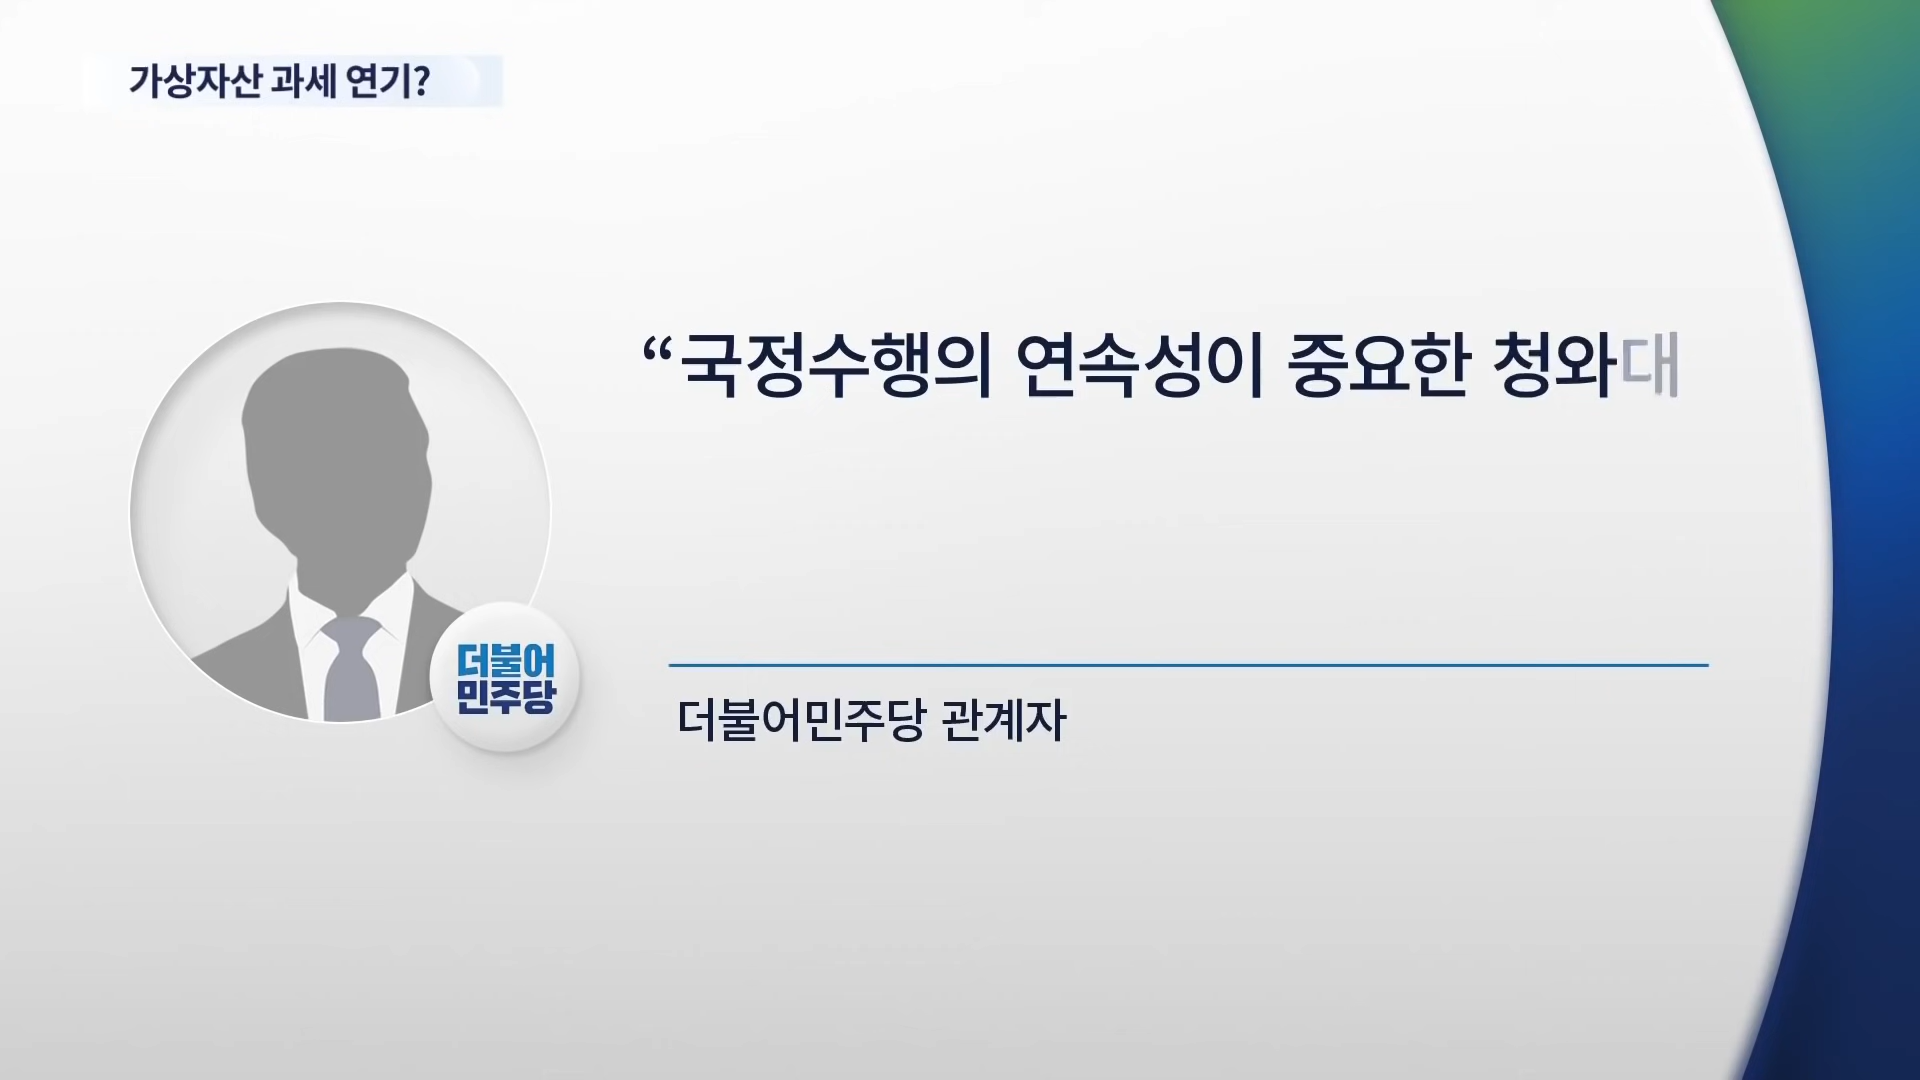 가상자산 과세 연기?
“국정수행의 연속성이 중요한 청와대
더불어
민주당
더불어민주당 관계자